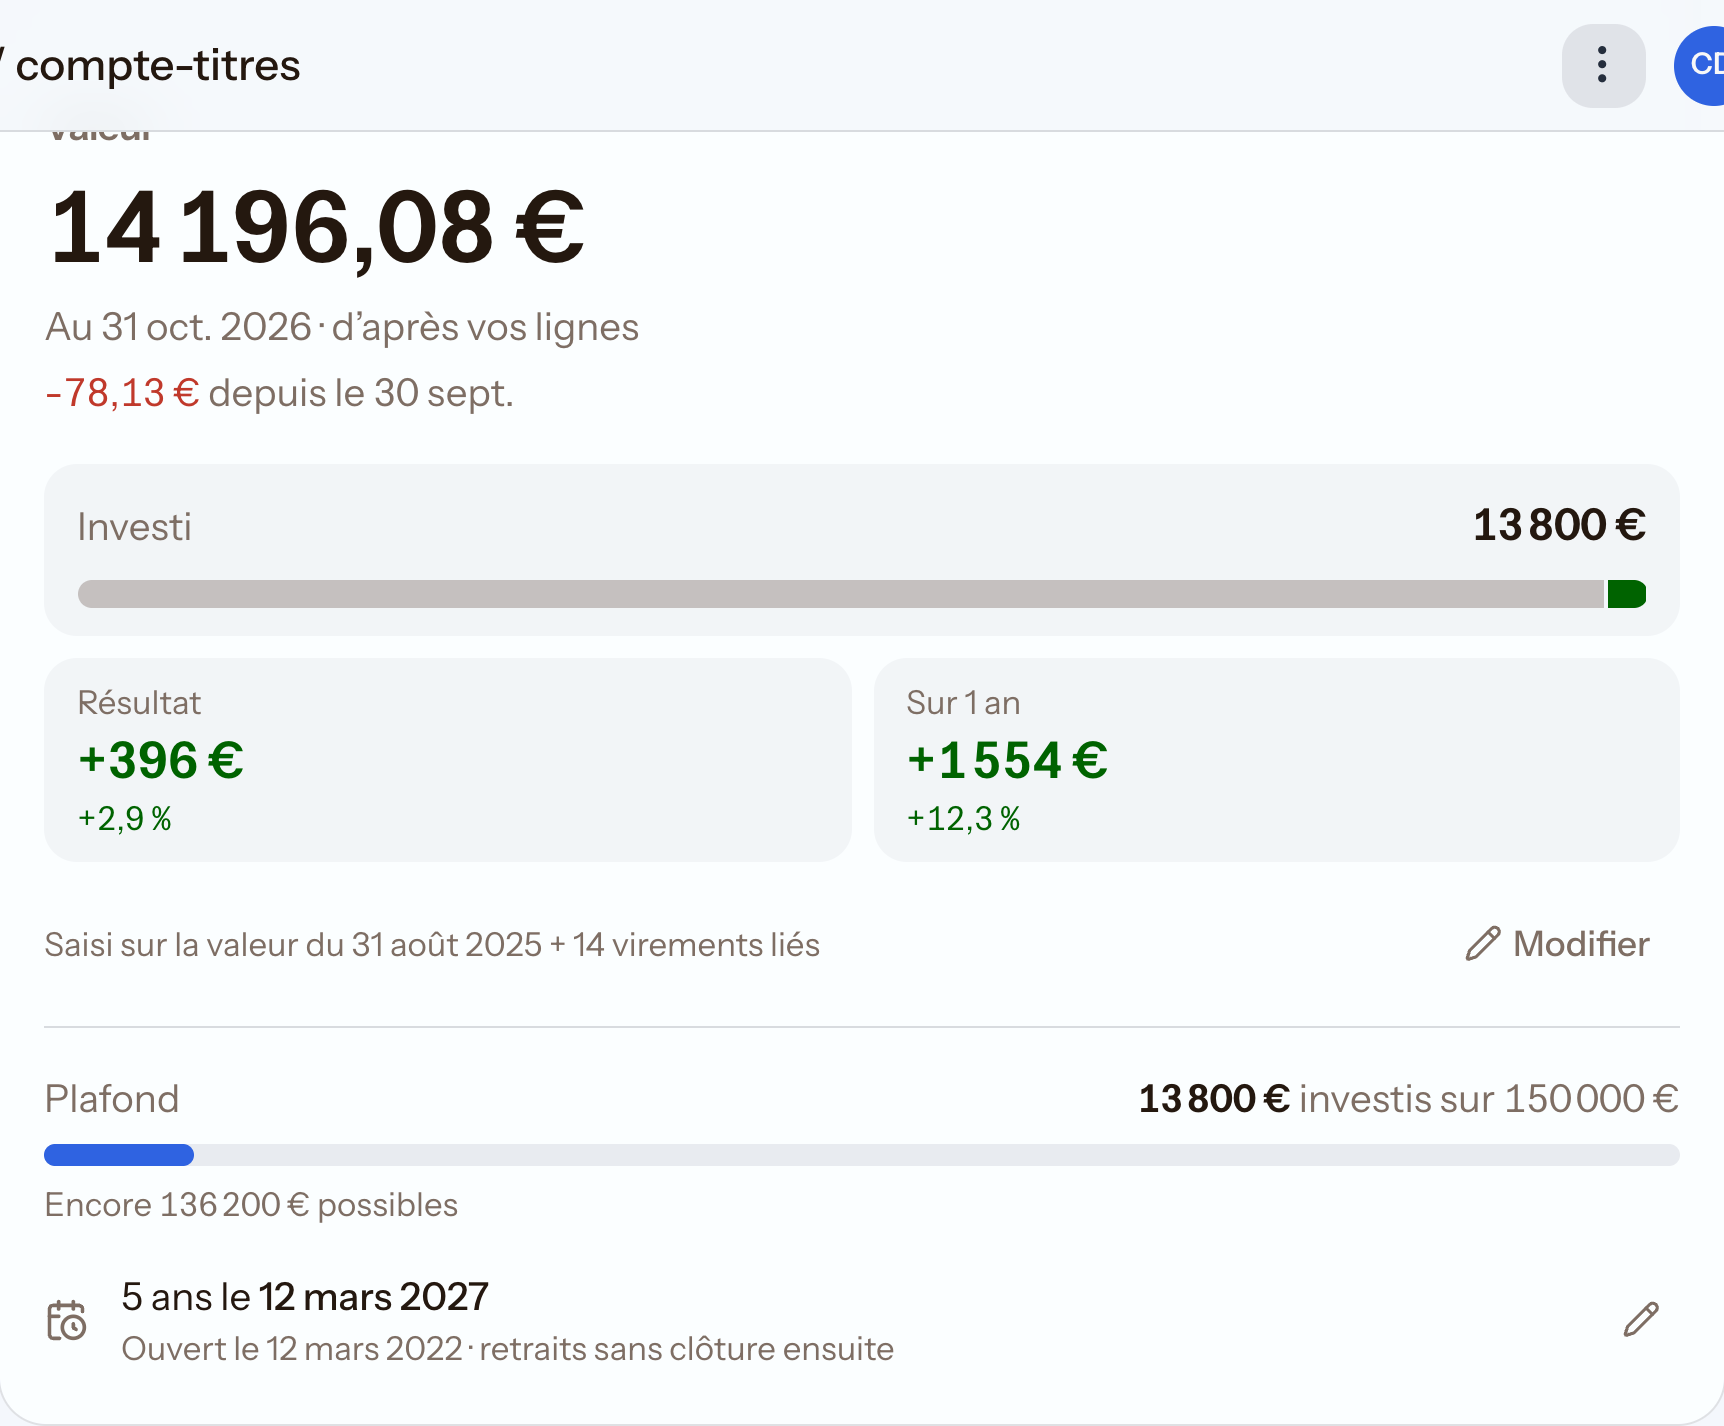 / compte-titres
CD
Valeur
14 196,08 €
Au 31 oct. 2026 · d’après vos lignes
-78,13 € depuis le 30 sept.
Investi 13 800 €
Résultat
+396 €
+2,9 %
Sur 1 an
+1 554 €
+12,3 %
Saisi sur la valeur du 31 août 2025 + 14 virements liés
Modifier
Plafond
13 800 € investis sur 150 000 €
Encore 136 200 € possibles
5 ans le 12 mars 2027
Ouvert le 12 mars 2022 · retraits sans clôture ensuite